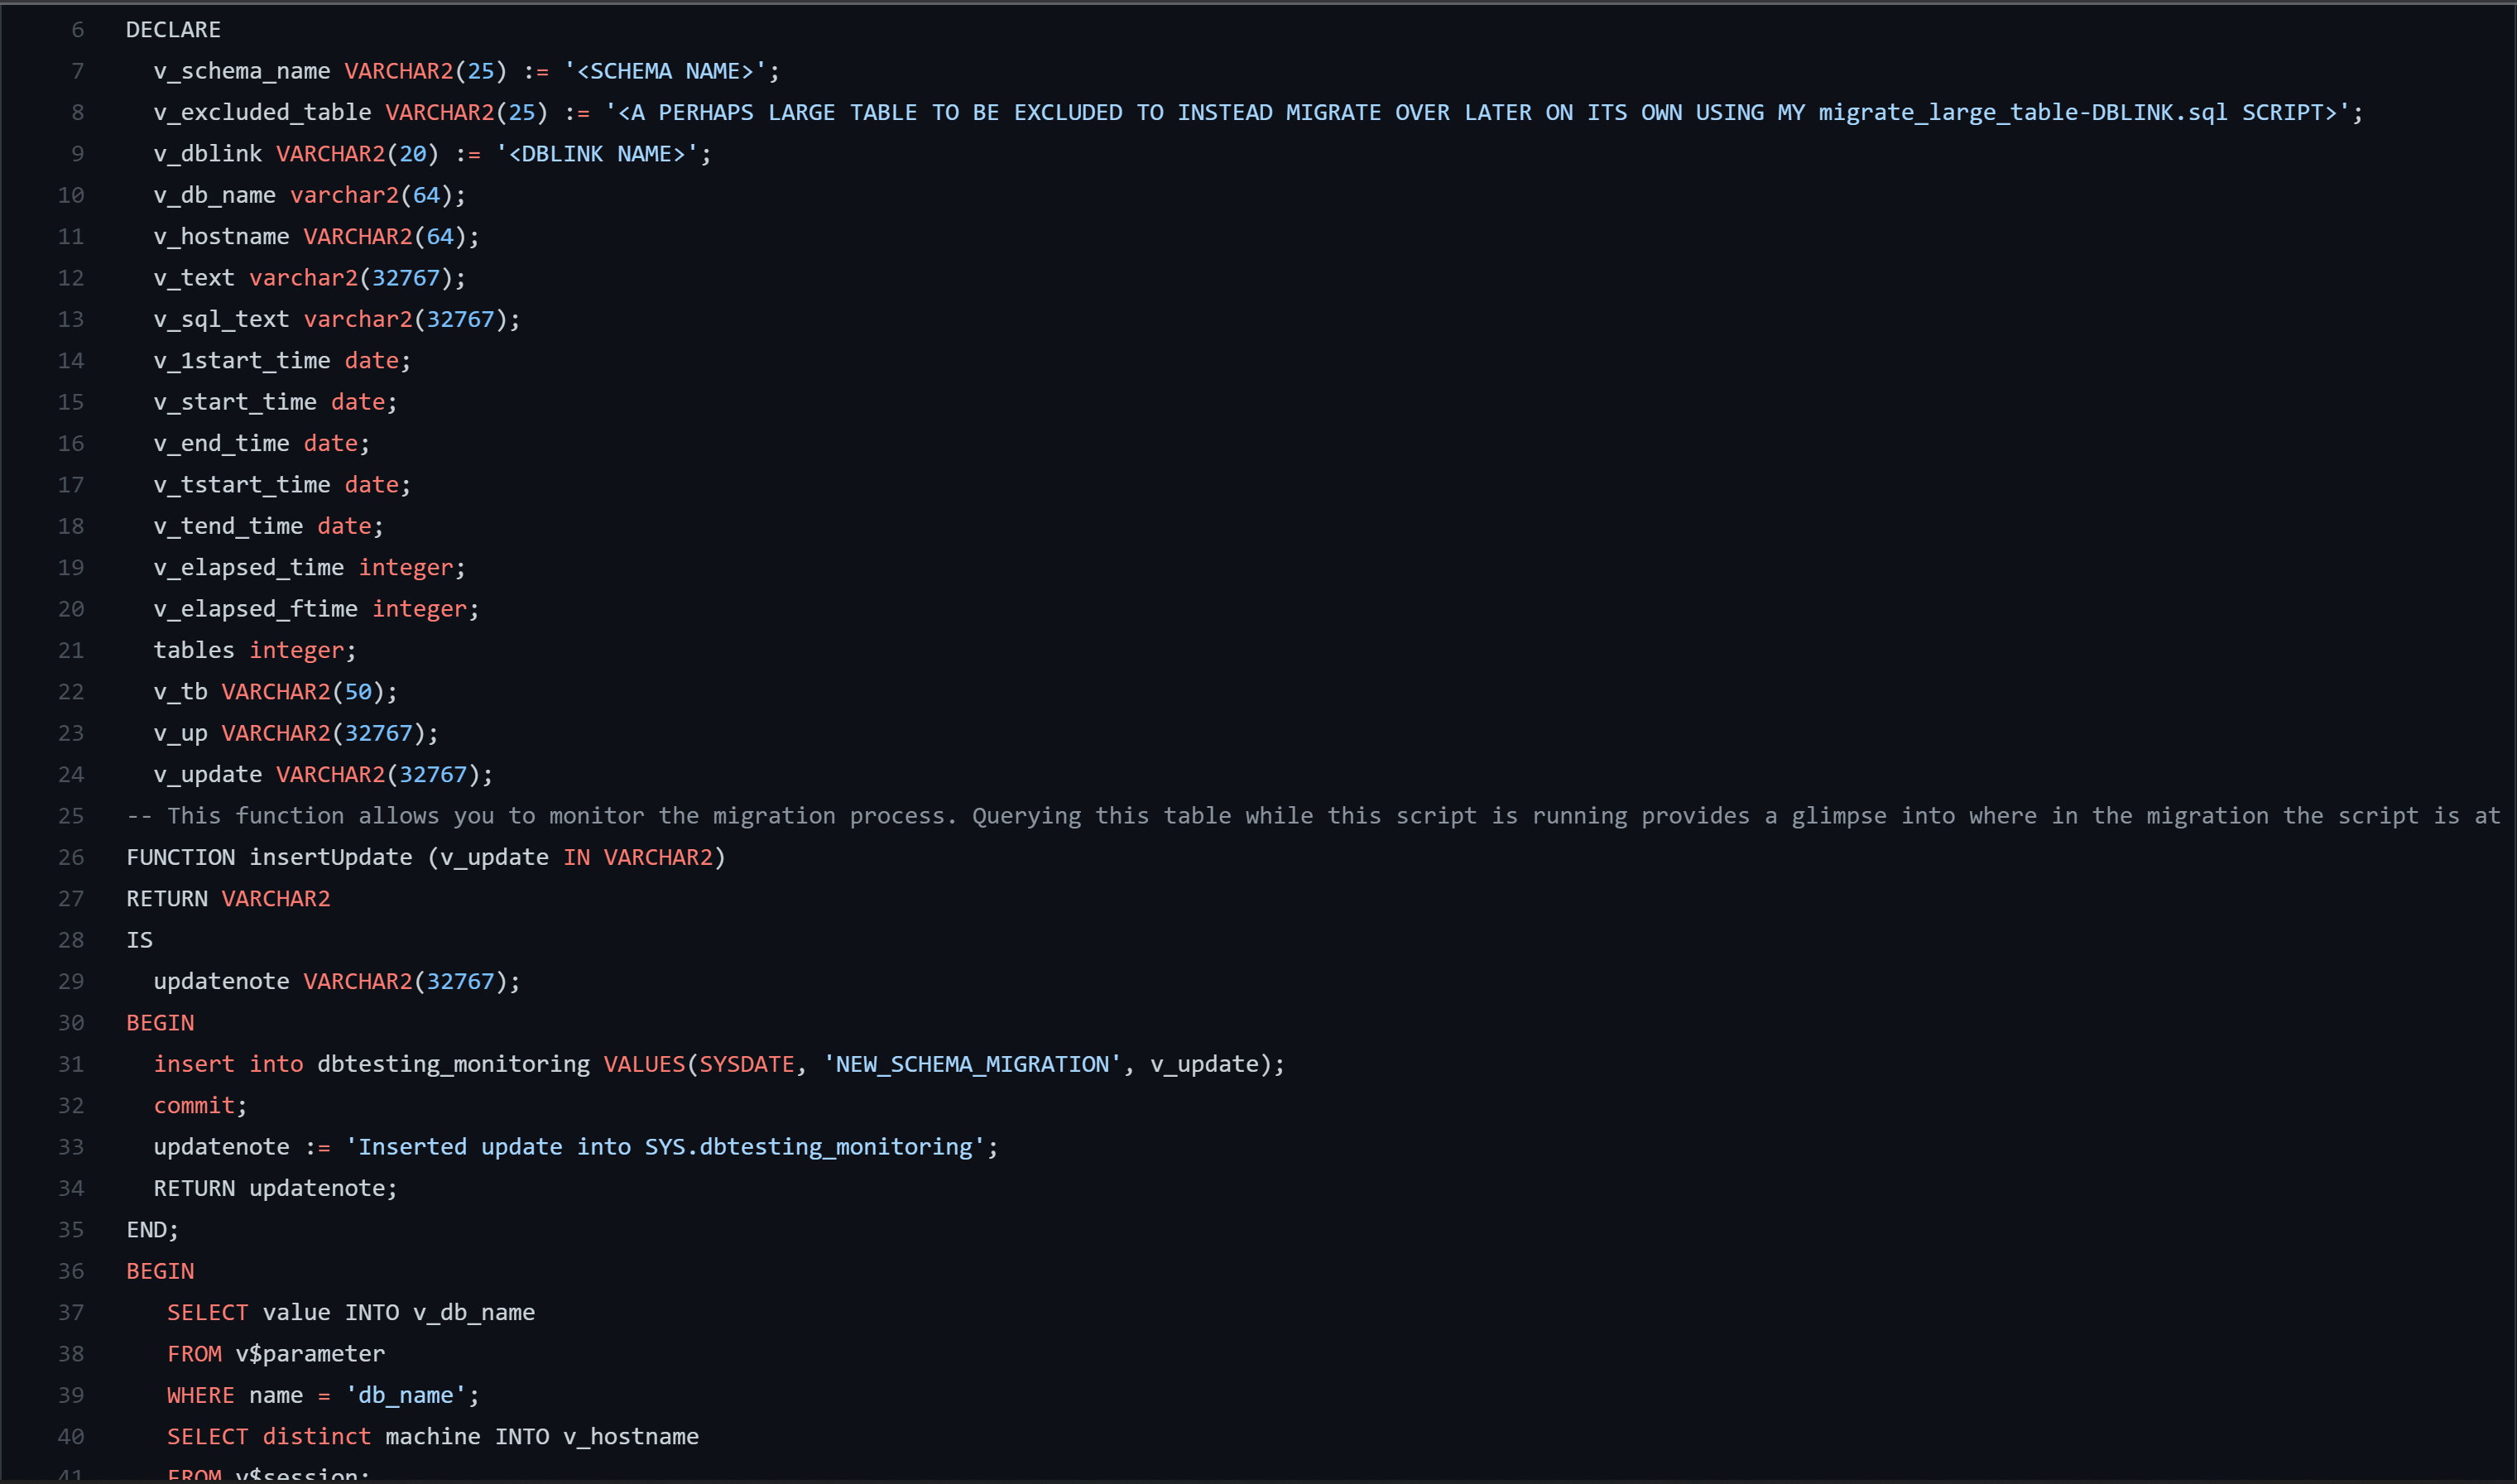 6 DECLARE
7 v_schema_name VARCHAR2(25) := '<SCHEMA NAME>';
8 v_excluded_table VARCHAR2(25) := '<A PERHAPS LARGE TABLE TO BE EXCLUDED TO INSTEAD MIGRATE OVER LATER ON ITS OWN USING MY migrate_large_table-DBLINK.sql SCRIPT>';
9 v_dblink VARCHAR2(20) := '<DBLINK NAME>';
10 v_db_name varchar2(64);
11 v_hostname VARCHAR2(64);
12 v_text varchar2(32767);
13 v_sql_text varchar2(32767);
14 v_1start_time date;
15 v_start_time date;
16 v_end_time date;
17 v_tstart_time date;
18 v_tend_time date;
19 v_elapsed_time integer;
20 v_elapsed_ftime integer;
21 tables integer;
22 v_tb VARCHAR2(50);
23 v_up VARCHAR2(32767);
24 v_update VARCHAR2(32767);
25 -- This function allows you to monitor the migration process. Querying this table while this script is running provides a glimpse into where in the migration the script is at
26 FUNCTION insertUpdate (v_update IN VARCHAR2)
27 RETURN VARCHAR2
28 IS
29 updatenote VARCHAR2(32767);
30 BEGIN
31 insert into dbtesting_monitoring VALUES(SYSDATE, 'NEW_SCHEMA_MIGRATION', v_update);
32 commit;
33 updatenote := 'Inserted update into SYS.dbtesting_monitoring';
34 RETURN updatenote;
35 END;
36 BEGIN
37 SELECT value INTO v_db_name
38 FROM v$parameter
39 WHERE name = 'db_name';
40 SELECT distinct machine INTO v_hostname
41 FROM v$session;